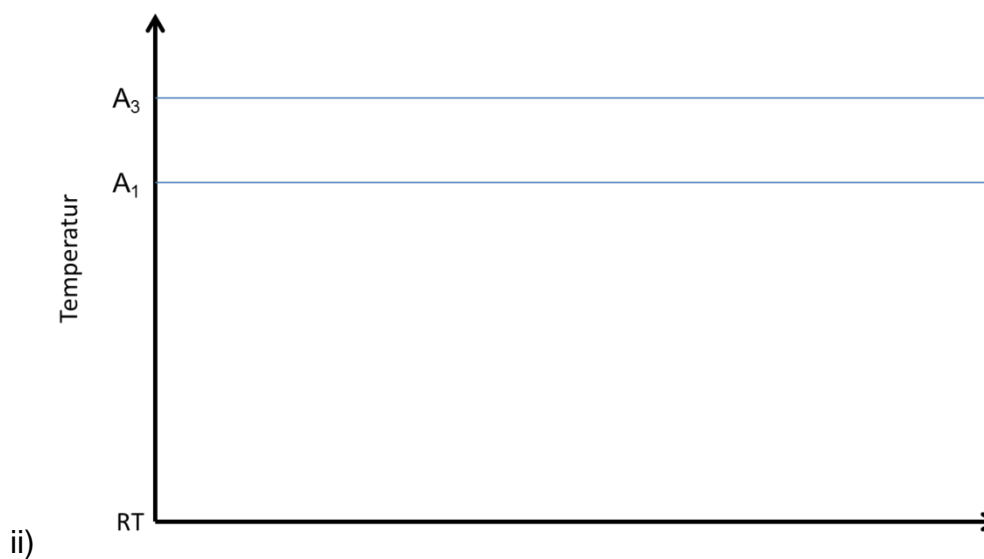 A₃
A₁
Temperatur
RT
ii)